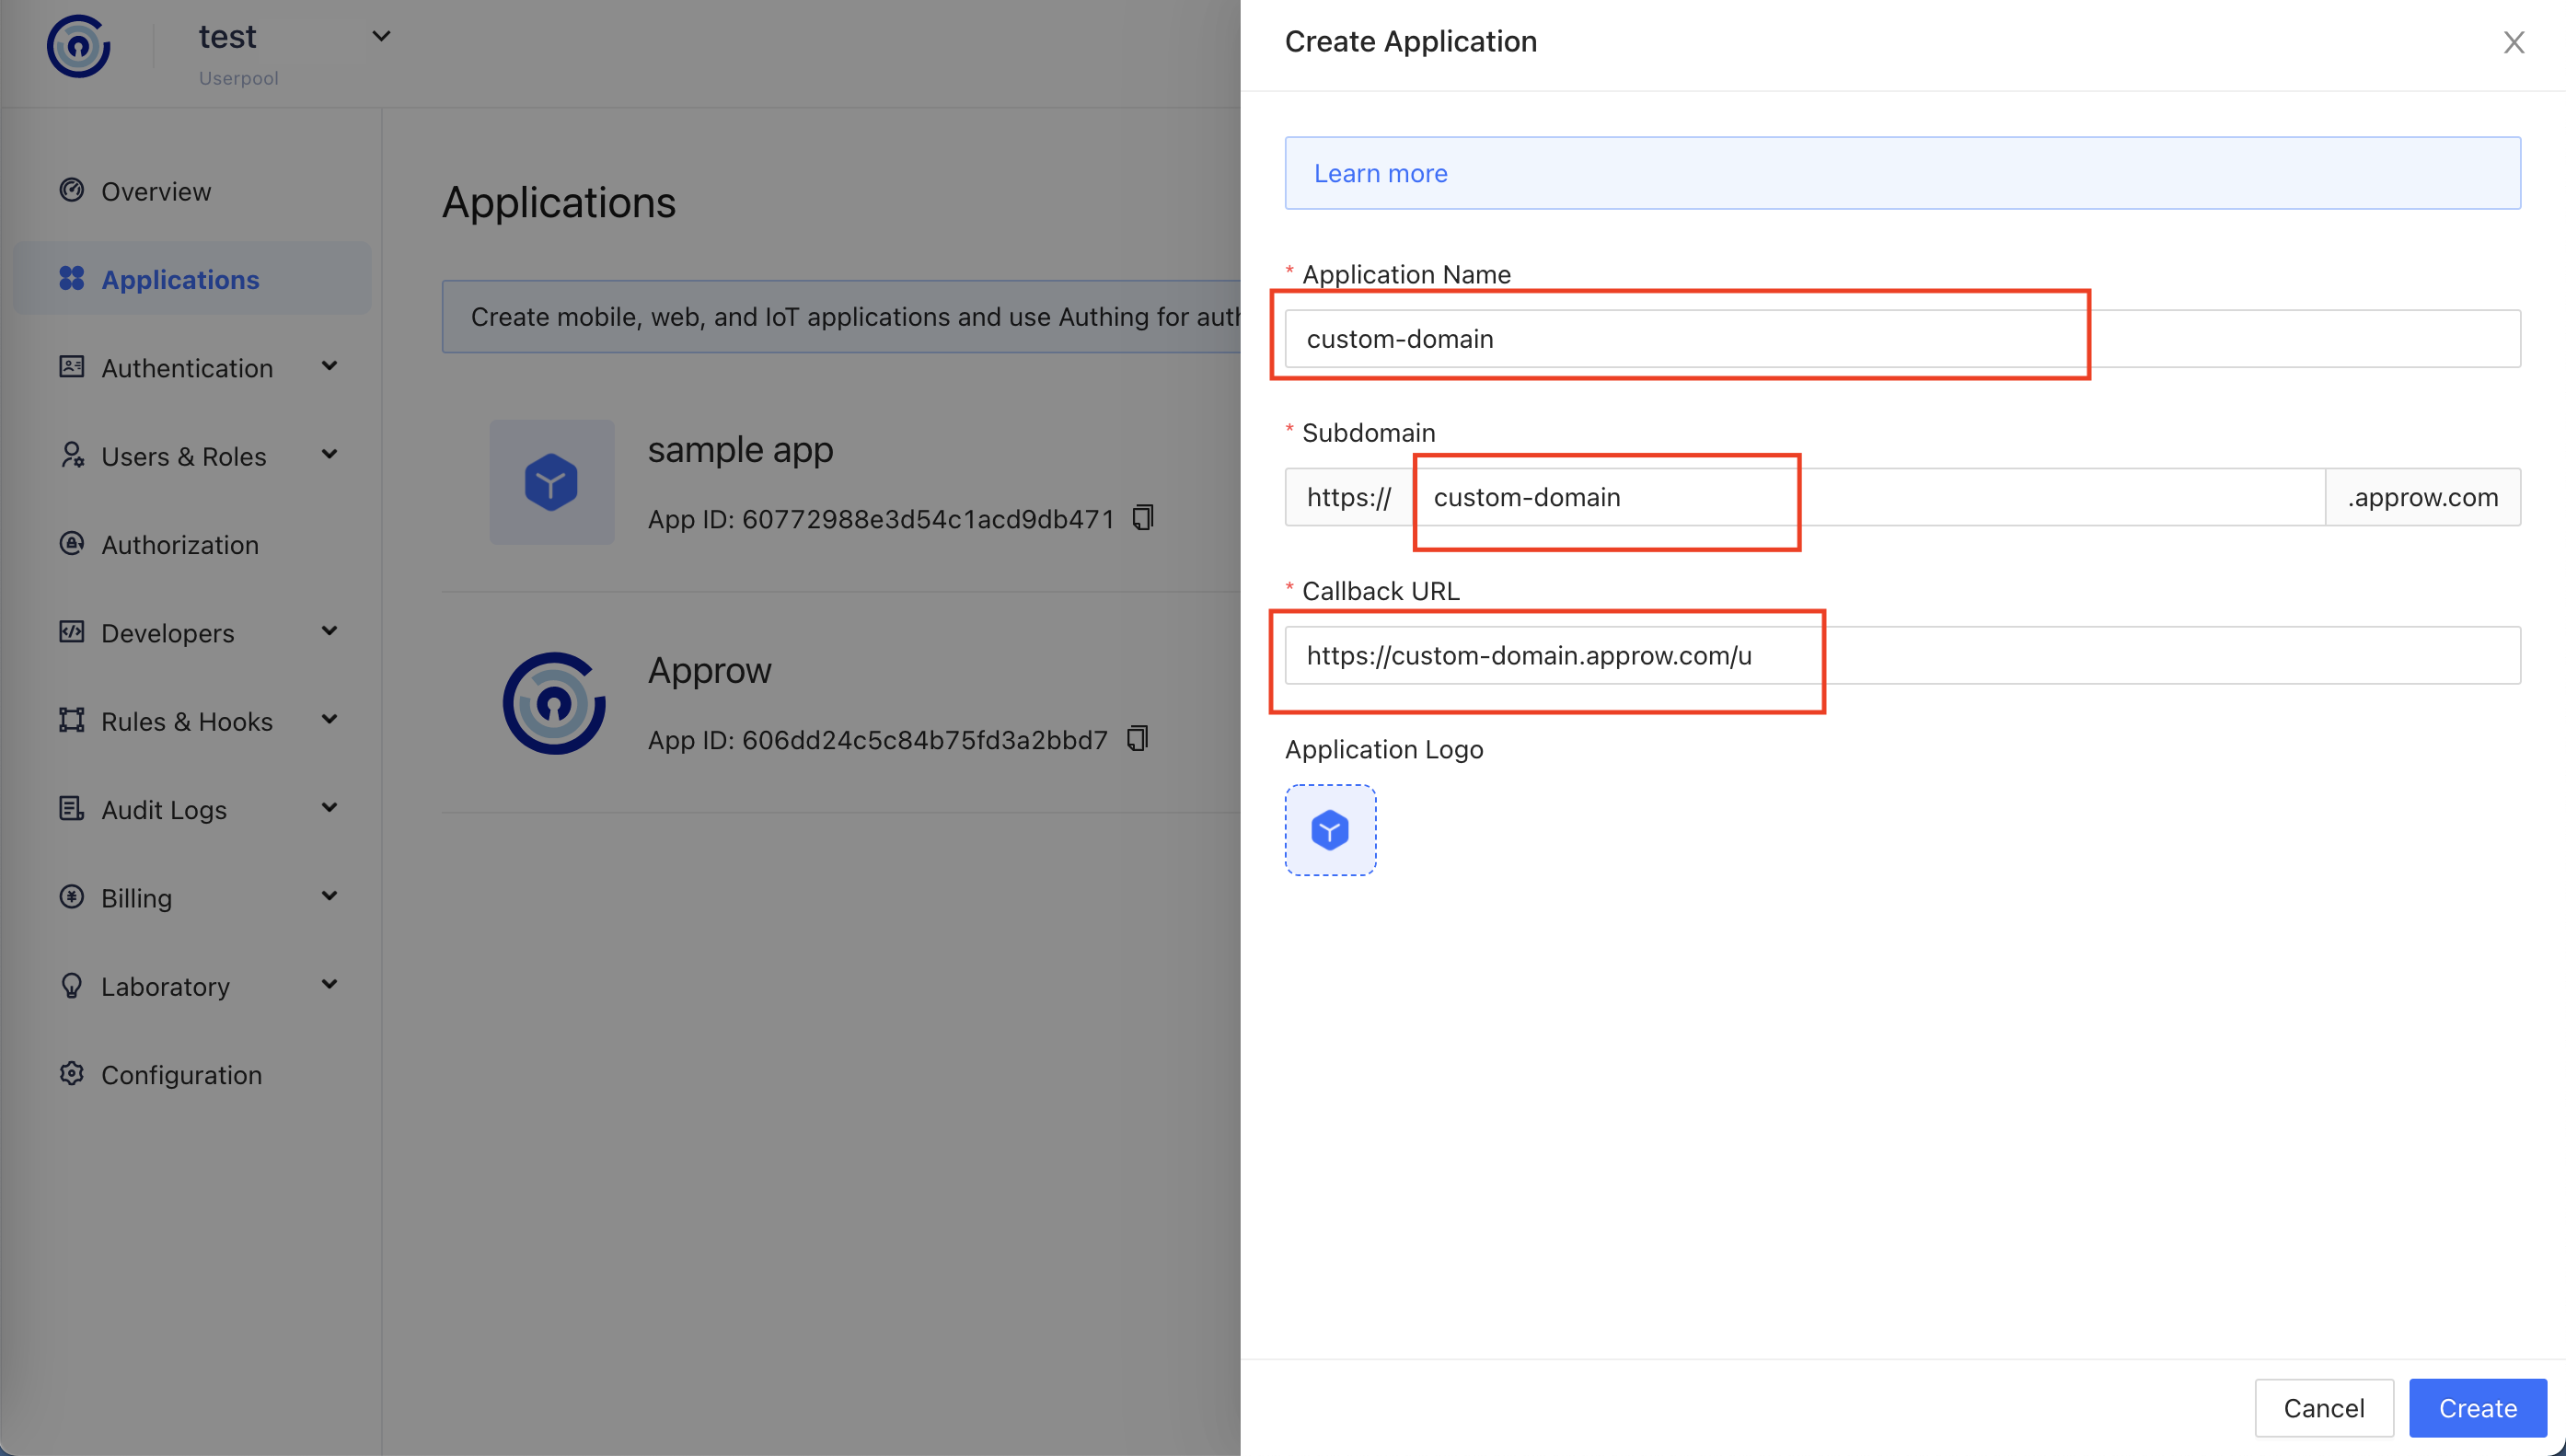 test
Userpool
Overview
Applications
Authentication
Users & Roles
Authorization
Developers
Rules & Hooks
Audit Logs
Billing
Laboratory
Configuration
Applications
Create mobile, web, and IoT applications and use Authing for auth
sample app
App ID: 60772988e3d54c1acd9db471
Approw
App ID: 606dd24c5c84b75fd3a2bbd7
Create Application
Learn more
* Application Name
custom-domain
* Subdomain
https:// custom-domain .approw.com
* Callback URL
https://custom-domain.approw.com/u
Application Logo
Cancel Create